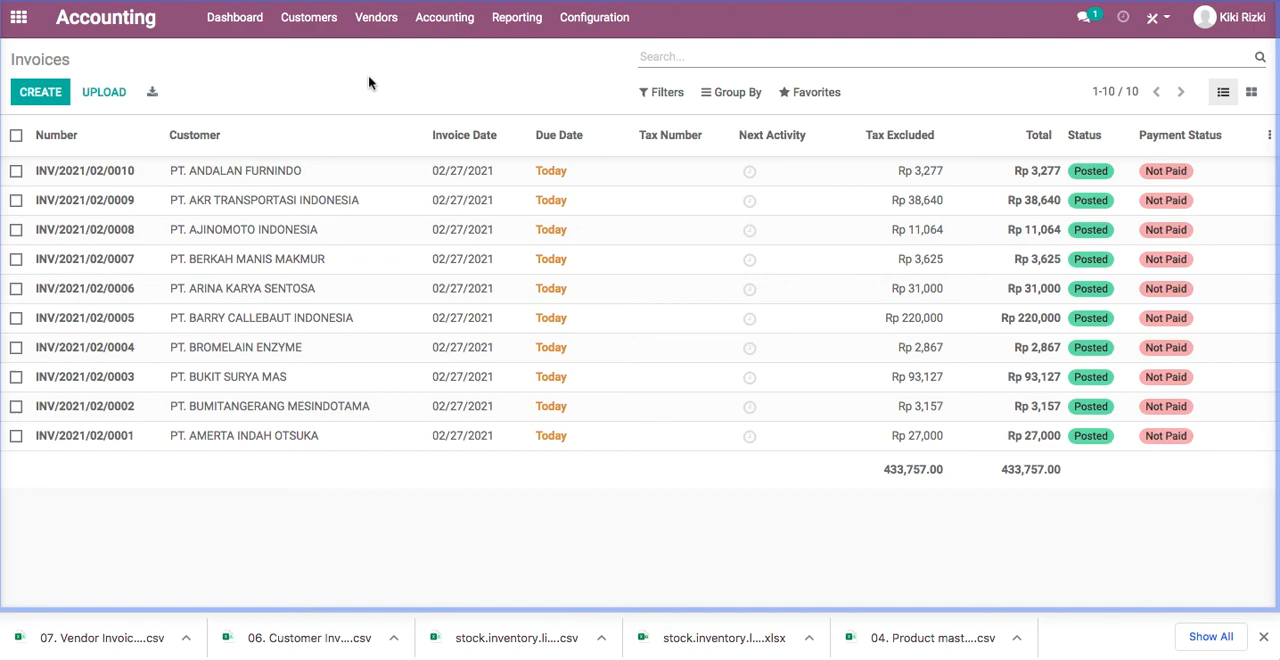 Accounting Dashboard Customers Vendors Accounting Reporting Configuration 1 Kiki Rizki
Invoices Search...
CREATE UPLOAD Filters Group By Favorites 1-10 / 10
Number Customer Invoice Date Due Date Tax Number Next Activity Tax Excluded Total Status Payment Status
INV/2021/02/0010 PT. ANDALAN FURNINDO 02/27/2021 Today Rp 3,277 Rp 3,277 Posted Not Paid
INV/2021/02/0009 PT. AKR TRANSPORTASI INDONESIA 02/27/2021 Today Rp 38,640 Rp 38,640 Posted Not Paid
INV/2021/02/0008 PT. AJINOMOTO INDONESIA 02/27/2021 Today Rp 11,064 Rp 11,064 Posted Not Paid
INV/2021/02/0007 PT. BERKAH MANIS MAKMUR 02/27/2021 Today Rp 3,625 Rp 3,625 Posted Not Paid
INV/2021/02/0006 PT. ARINA KARYA SENTOSA 02/27/2021 Today Rp 31,000 Rp 31,000 Posted Not Paid
INV/2021/02/0005 PT. BARRY CALLEBAUT INDONESIA 02/27/2021 Today Rp 220,000 Rp 220,000 Posted Not Paid
INV/2021/02/0004 PT. BROMELAIN ENZYME 02/27/2021 Today Rp 2,867 Rp 2,867 Posted Not Paid
INV/2021/02/0003 PT. BUKIT SURYA MAS 02/27/2021 Today Rp 93,127 Rp 93,127 Posted Not Paid
INV/2021/02/0002 PT. BUMITANGERANG MESINDOTAMA 02/27/2021 Today Rp 3,157 Rp 3,157 Posted Not Paid
INV/2021/02/0001 PT. AMERTA INDAH OTSUKA 02/27/2021 Today Rp 27,000 Rp 27,000 Posted Not Paid
433,757.00 433,757.00
07. Vendor Invoic....csv 06. Customer Inv....csv stock.inventory.li....csv stock.inventory.l....xlsx 04. Product mast....csv Show All